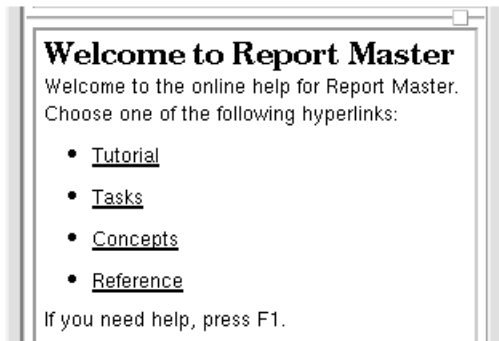 Welcome to Report Master
Welcome to the online help for Report Master.
Choose one of the following hyperlinks:
Tutorial
Tasks
Concepts
Reference
If you need help, press F1.